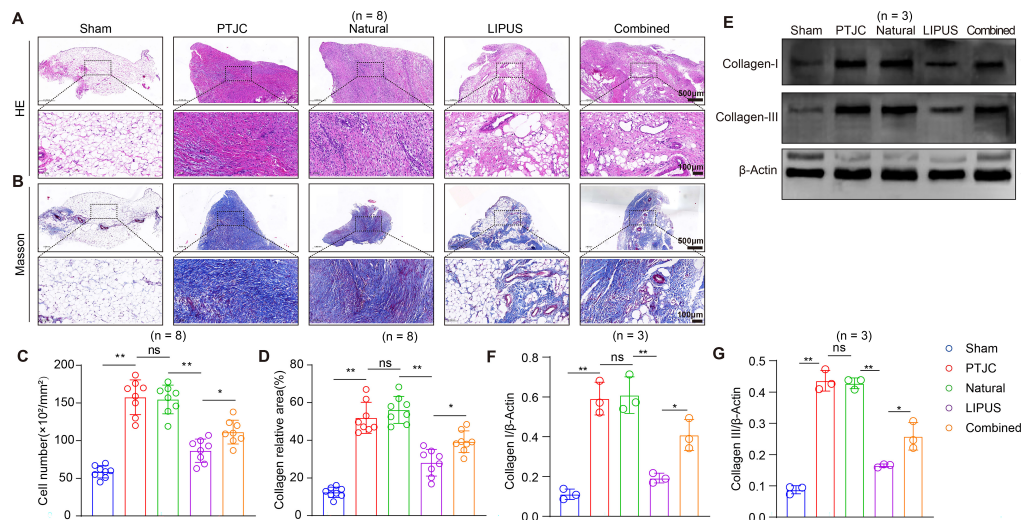 A
(n = 8)
Sham PTJC Natural LIPUS Combined
HE
500μm
100μm
B
Masson
500μm
100μm
E
(n = 3)
Sham PTJC Natural LIPUS Combined
Collagen-I
Collagen-III
β-Actin
C
(n = 8)
Cell number(×10²/mm²)
200
150
100
50
0
** ns ** *
D
(n = 8)
Collagen relative area(%)
80
60
40
20
0
** ns ** *
F
(n = 3)
Collagen I/β-Actin
0.8
0.6
0.4
0.2
0.0
** ns ** *
G
(n = 3)
Collagen III/β-Actin
0.5
0.4
0.3
0.2
0.1
0.0
** ns ** *
Sham
PTJC
Natural
LIPUS
Combined